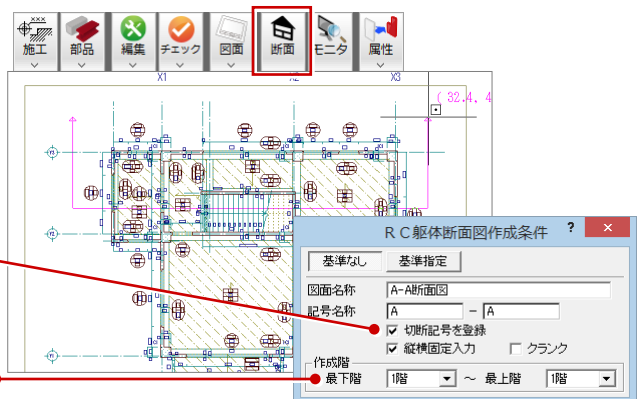 施工 部品 編集 チェック 図面 断面 モニタ 属性
X1 X3
( 32.4, 4
ＲＣ躯体断面図作成条件 ? ×
基準なし 基準指定
図面名称 A-A断面図
記号名称 A － A
切断記号を登録
縦横固定入力 クランク
作成階
最下階 1階 ～ 最上階 1階